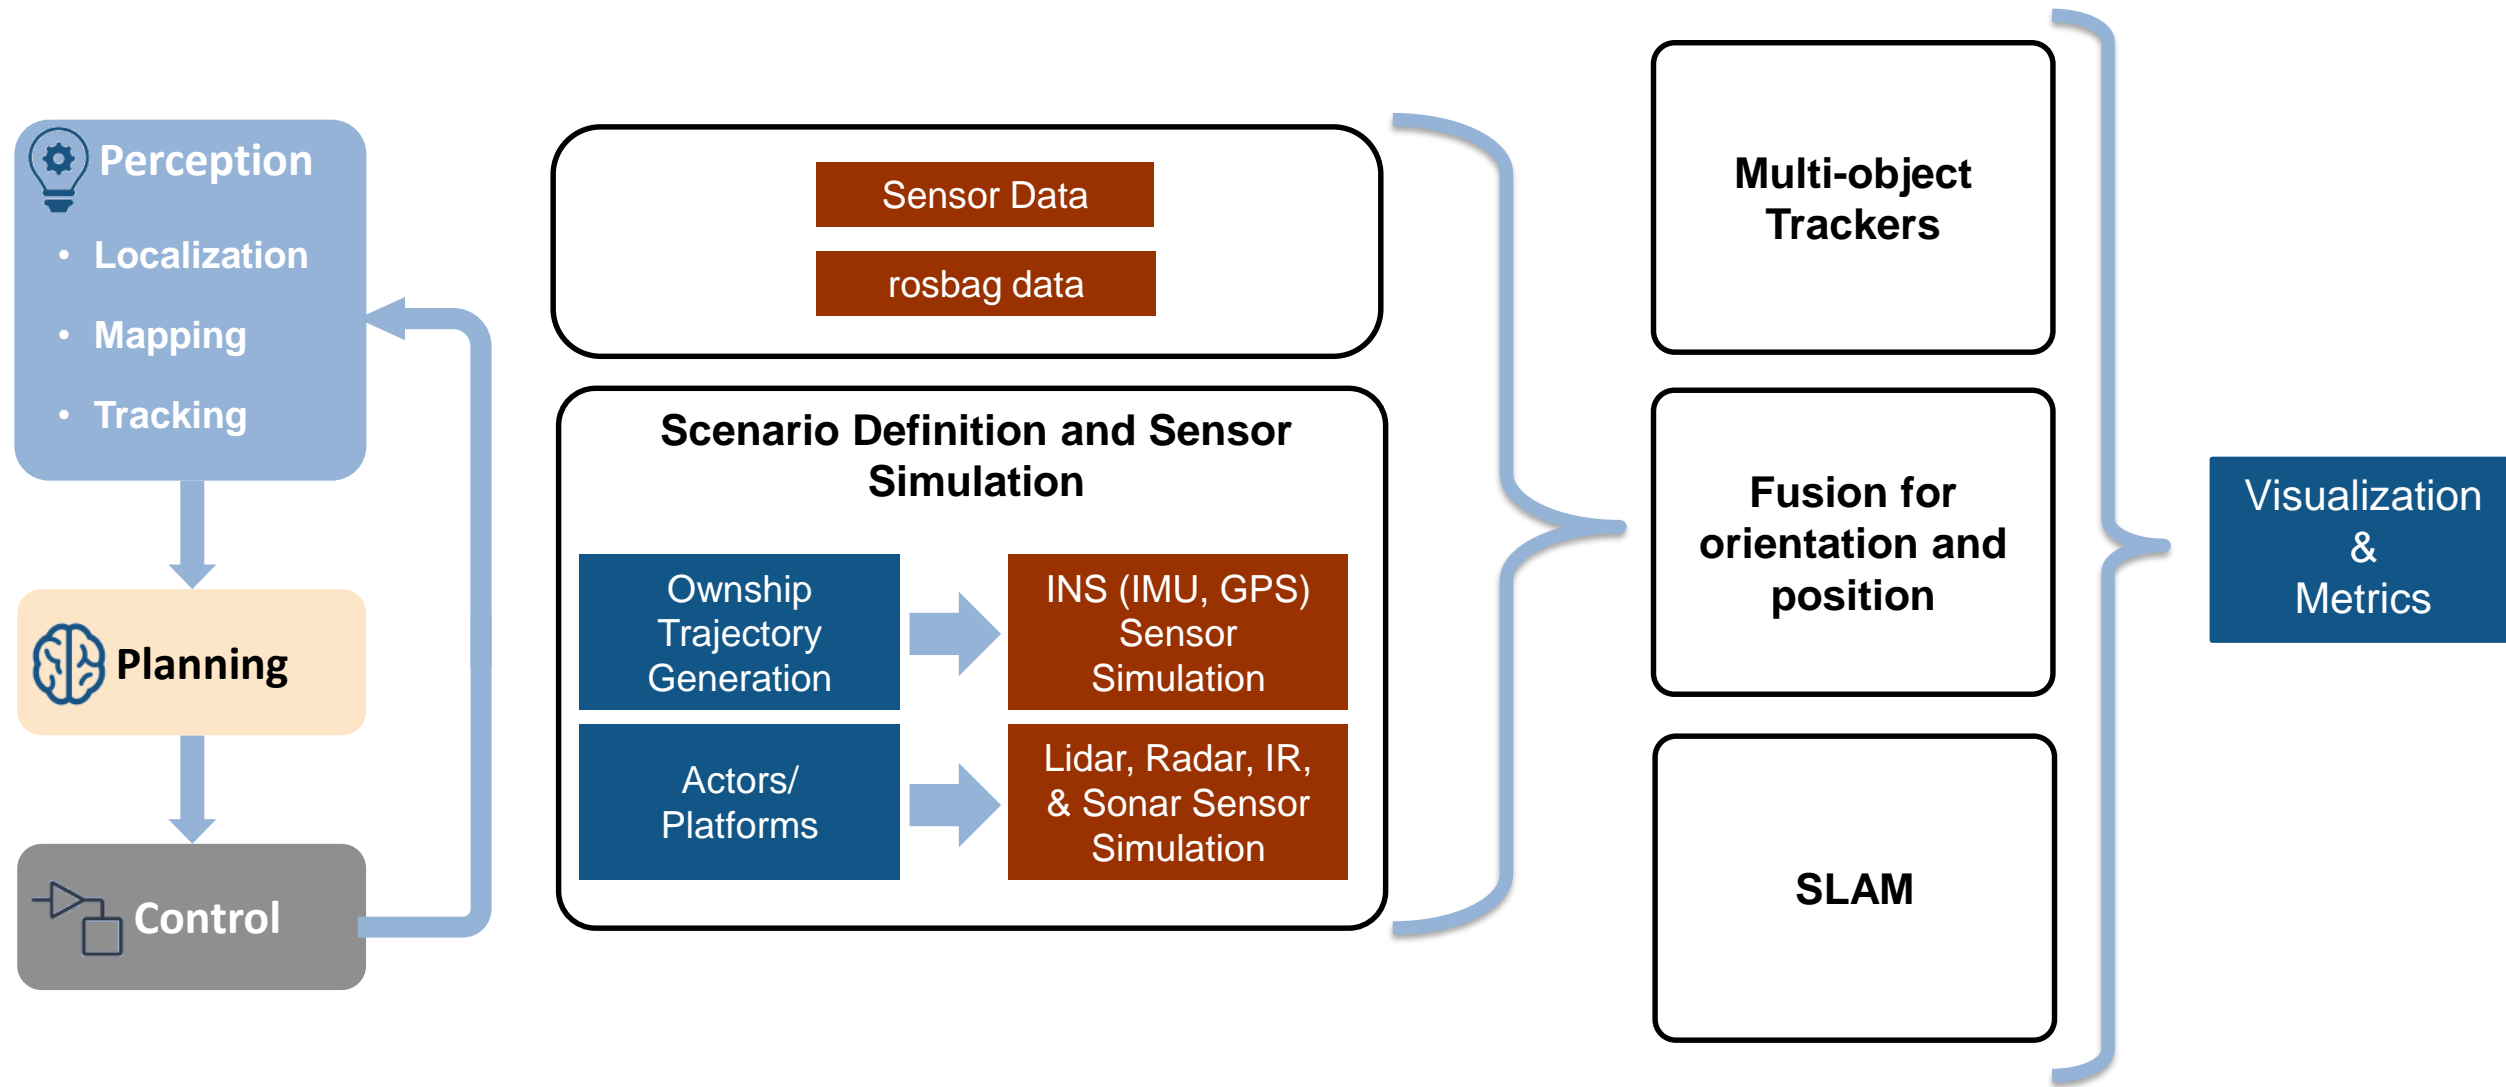 Perception
• Localization
• Mapping
• Tracking
Planning
Control
Sensor Data
rosbag data
Scenario Definition and Sensor
Simulation
Ownship
Trajectory
Generation
INS (IMU, GPS)
Sensor
Simulation
Actors/
Platforms
Lidar, Radar, IR,
& Sonar Sensor
Simulation
Multi-object
Trackers
Fusion for
orientation and
position
SLAM
Visualization
&
Metrics